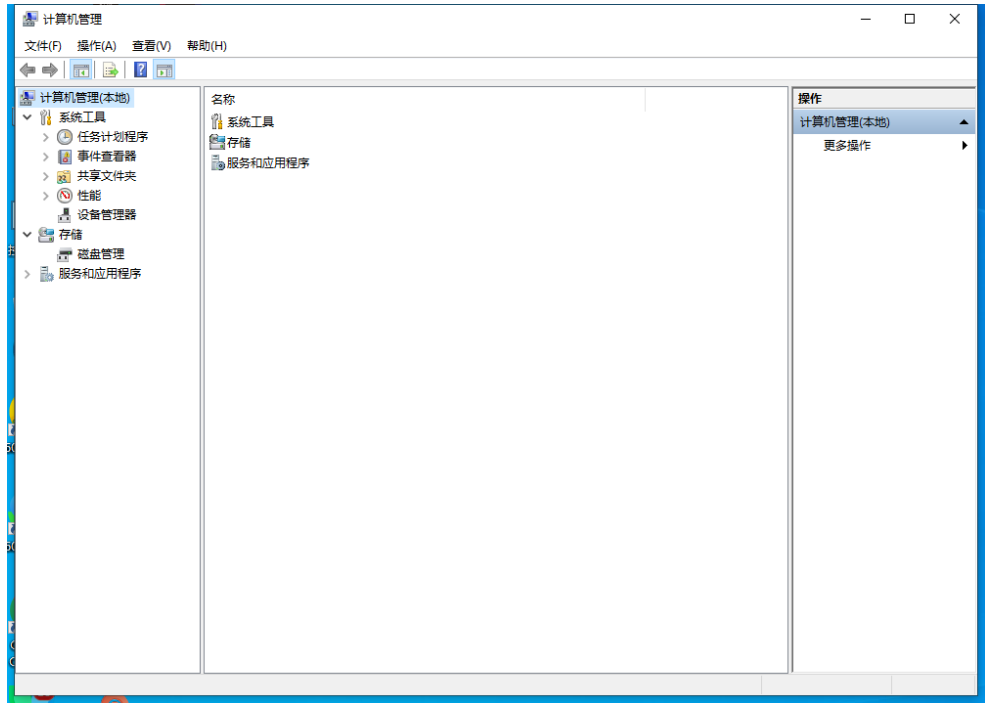 计算机管理
文件(F) 操作(A) 查看(V) 帮助(H)
计算机管理(本地)
系统工具
任务计划程序
事件查看器
共享文件夹
性能
设备管理器
存储
磁盘管理
服务和应用程序
名称
系统工具
存储
服务和应用程序
操作
计算机管理(本地)
更多操作